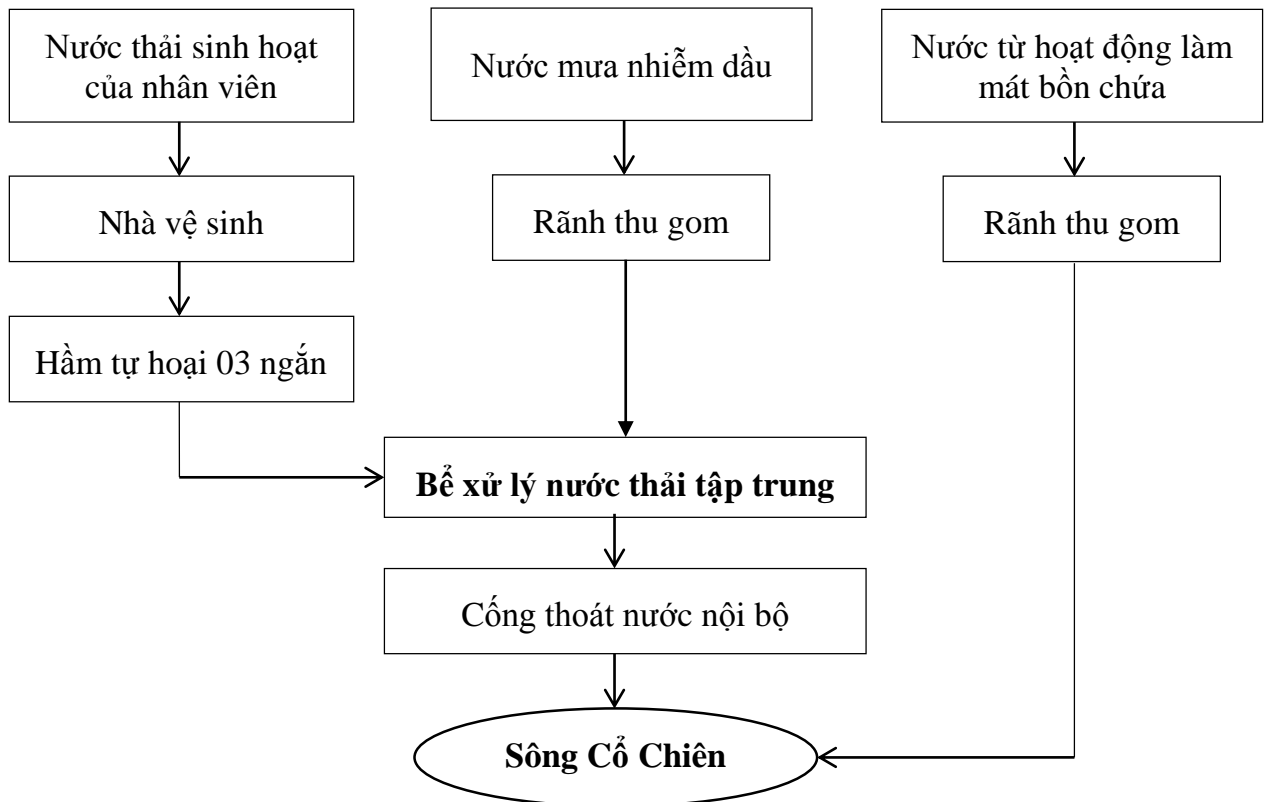 Nước thải sinh hoạt
của nhân viên
Nước mưa nhiễm dầu
Nước từ hoạt động làm
mát bồn chứa
Nhà vệ sinh
Rãnh thu gom
Rãnh thu gom
Hầm tự hoại 03 ngắn
Bể xử lý nước thải tập trung
Cống thoát nước nội bộ
Sông Cổ Chiên